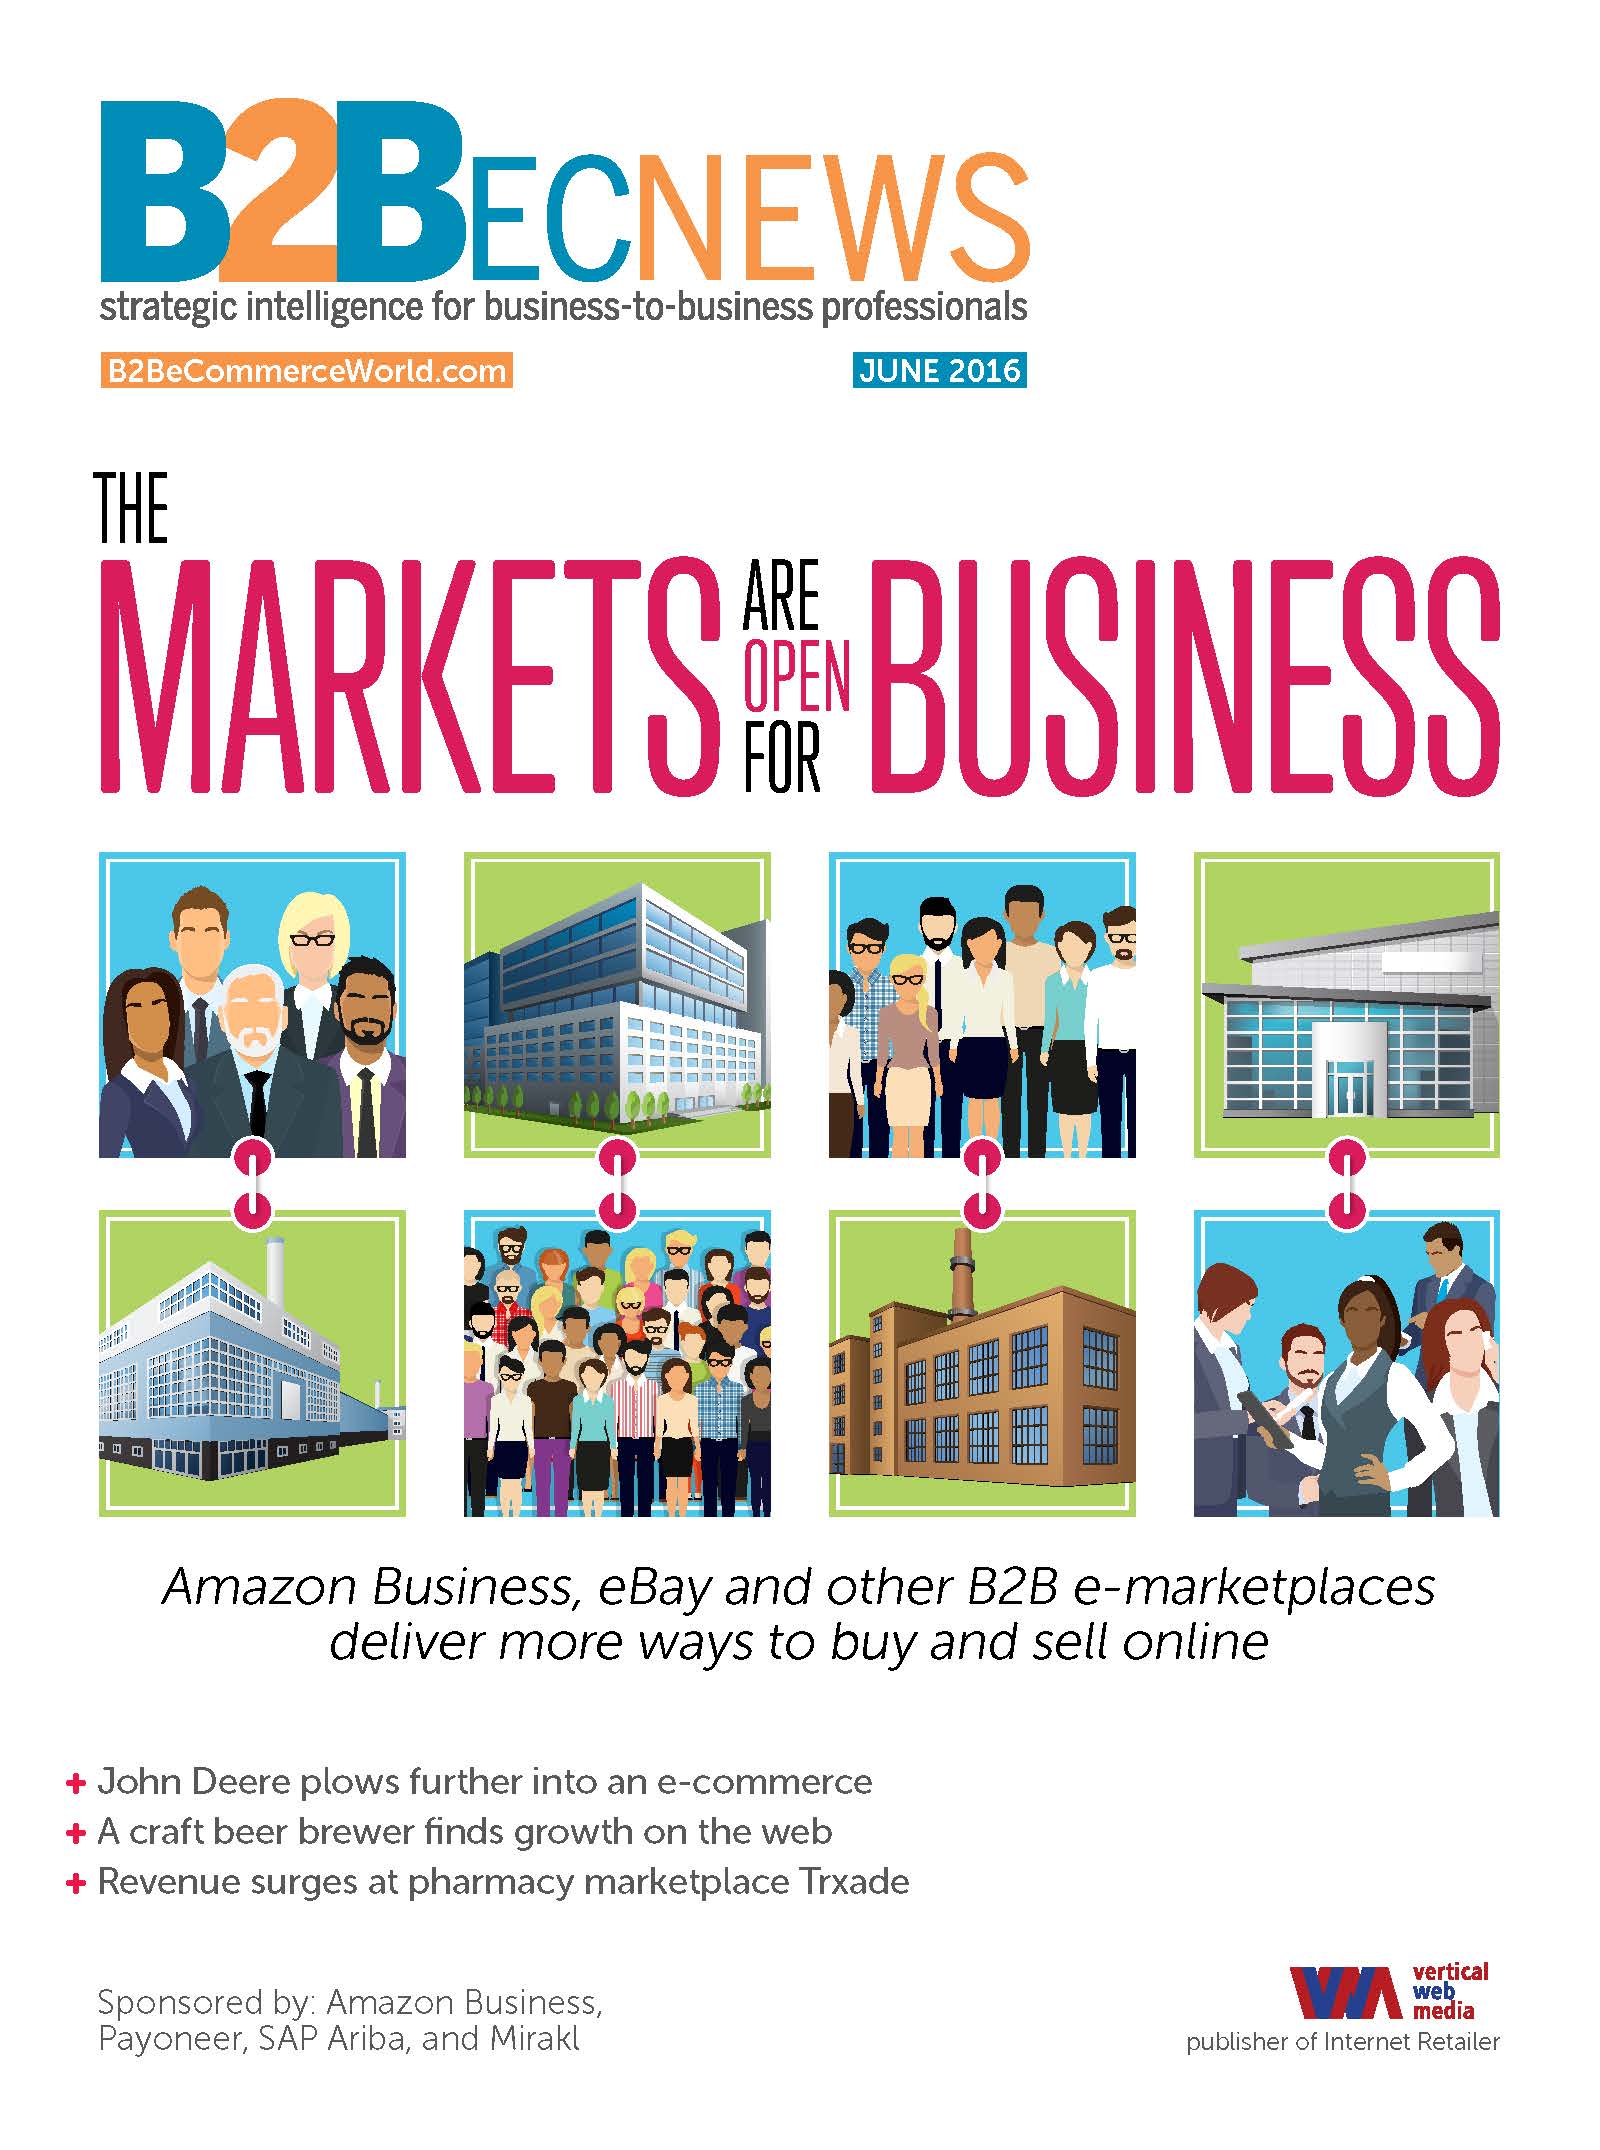 B2BECNEWS
strategic intelligence for business-to-business professionals
B2BeCommerceWorld.com
JUNE 2016
THE
MARKETS
ARE
OPEN
FOR
BUSINESS
Amazon Business, eBay and other B2B e-marketplaces
deliver more ways to buy and sell online
+ John Deere plows further into an e-commerce
+ A craft beer brewer finds growth on the web
+ Revenue surges at pharmacy marketplace Trxade
Sponsored by: Amazon Business,
Payoneer, SAP Ariba, and Mirakl
VWM
vertical
web
media
publisher of Internet Retailer